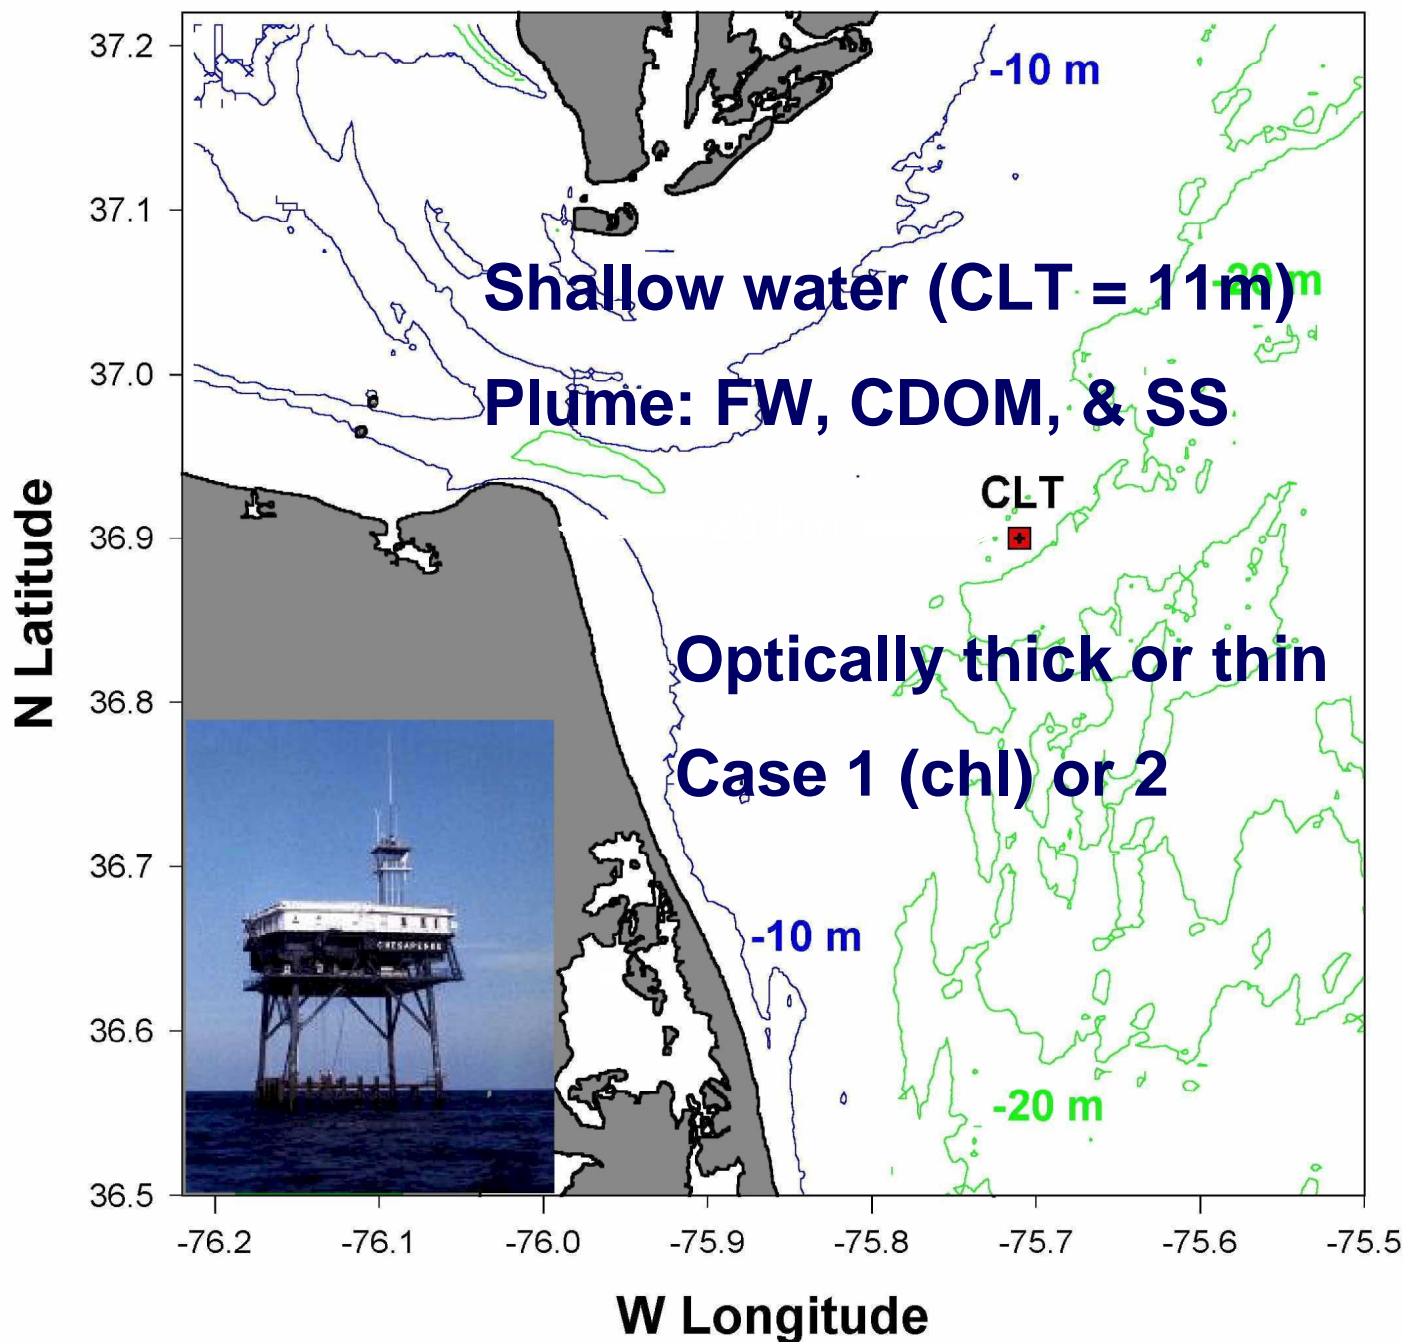 37.2
-10 m
37.1
Shallow water (CLT = 11m)
-20 m
37.0
Plume: FW, CDOM, & SS
CLT
36.9
N Latitude
Optically thick or thin
36.8
Case 1 (chl) or 2
36.7
-10 m
CHESAPEAKE
36.6
-20 m
36.5
-76.2 -76.1 -76.0 -75.9 -75.8 -75.7 -75.6 -75.5
W Longitude